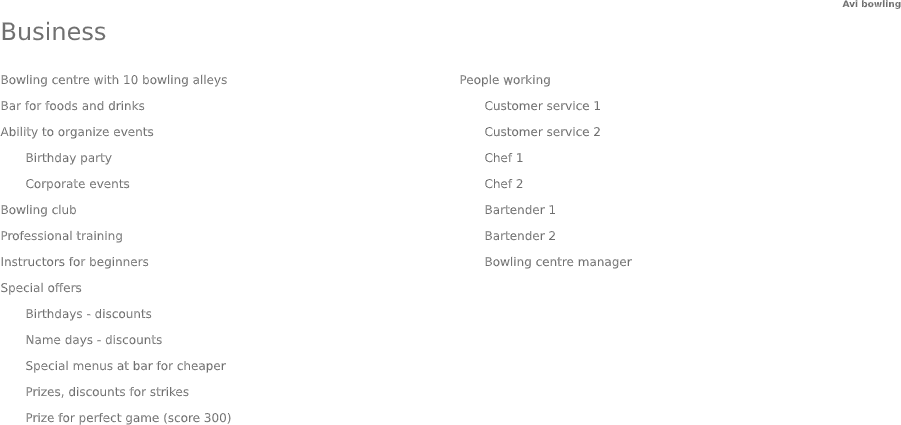 Avi bowling
Business
Bowling centre with 10 bowling alleys
Bar for foods and drinks
Ability to organize events
Birthday party
Corporate events
Bowling club
Professional training
Instructors for beginners
Special offers
Birthdays - discounts
Name days - discounts
Special menus at bar for cheaper
Prizes, discounts for strikes
Prize for perfect game (score 300)
People working
Customer service 1
Customer service 2
Chef 1
Chef 2
Bartender 1
Bartender 2
Bowling centre manager